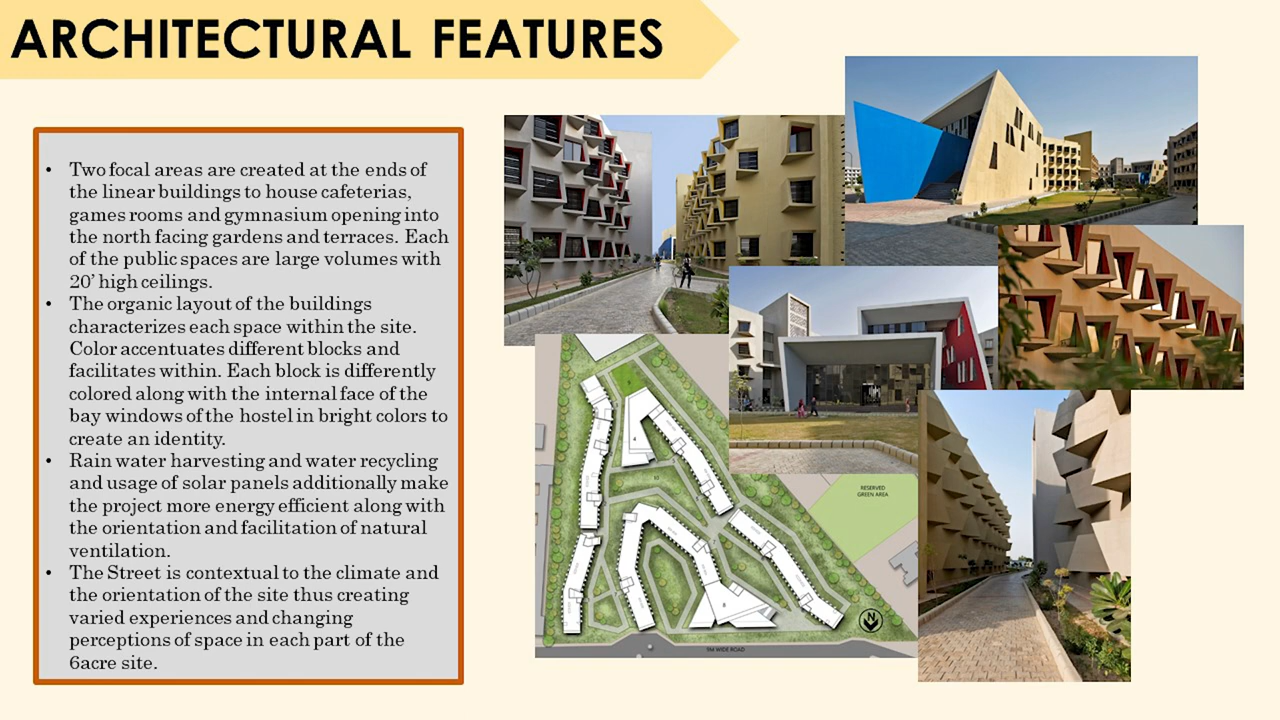 ARCHITECTURAL FEATURES
• Two focal areas are created at the ends of
the linear buildings to house cafeterias,
games rooms and gymnasium opening into
the north facing gardens and terraces. Each
of the public spaces are large volumes with
20’ high ceilings.
• The organic layout of the buildings
characterizes each space within the site.
Color accentuates different blocks and
facilitates within. Each block is differently
colored along with the internal face of the
bay windows of the hostel in bright colors to
create an identity.
• Rain water harvesting and water recycling
and usage of solar panels additionally make
the project more energy efficient along with
the orientation and facilitation of natural
ventilation.
• The Street is contextual to the climate and
the orientation of the site thus creating
varied experiences and changing
perceptions of space in each part of the
6acre site.
RESERVED
GREEN AREA
N
9M WIDE ROAD